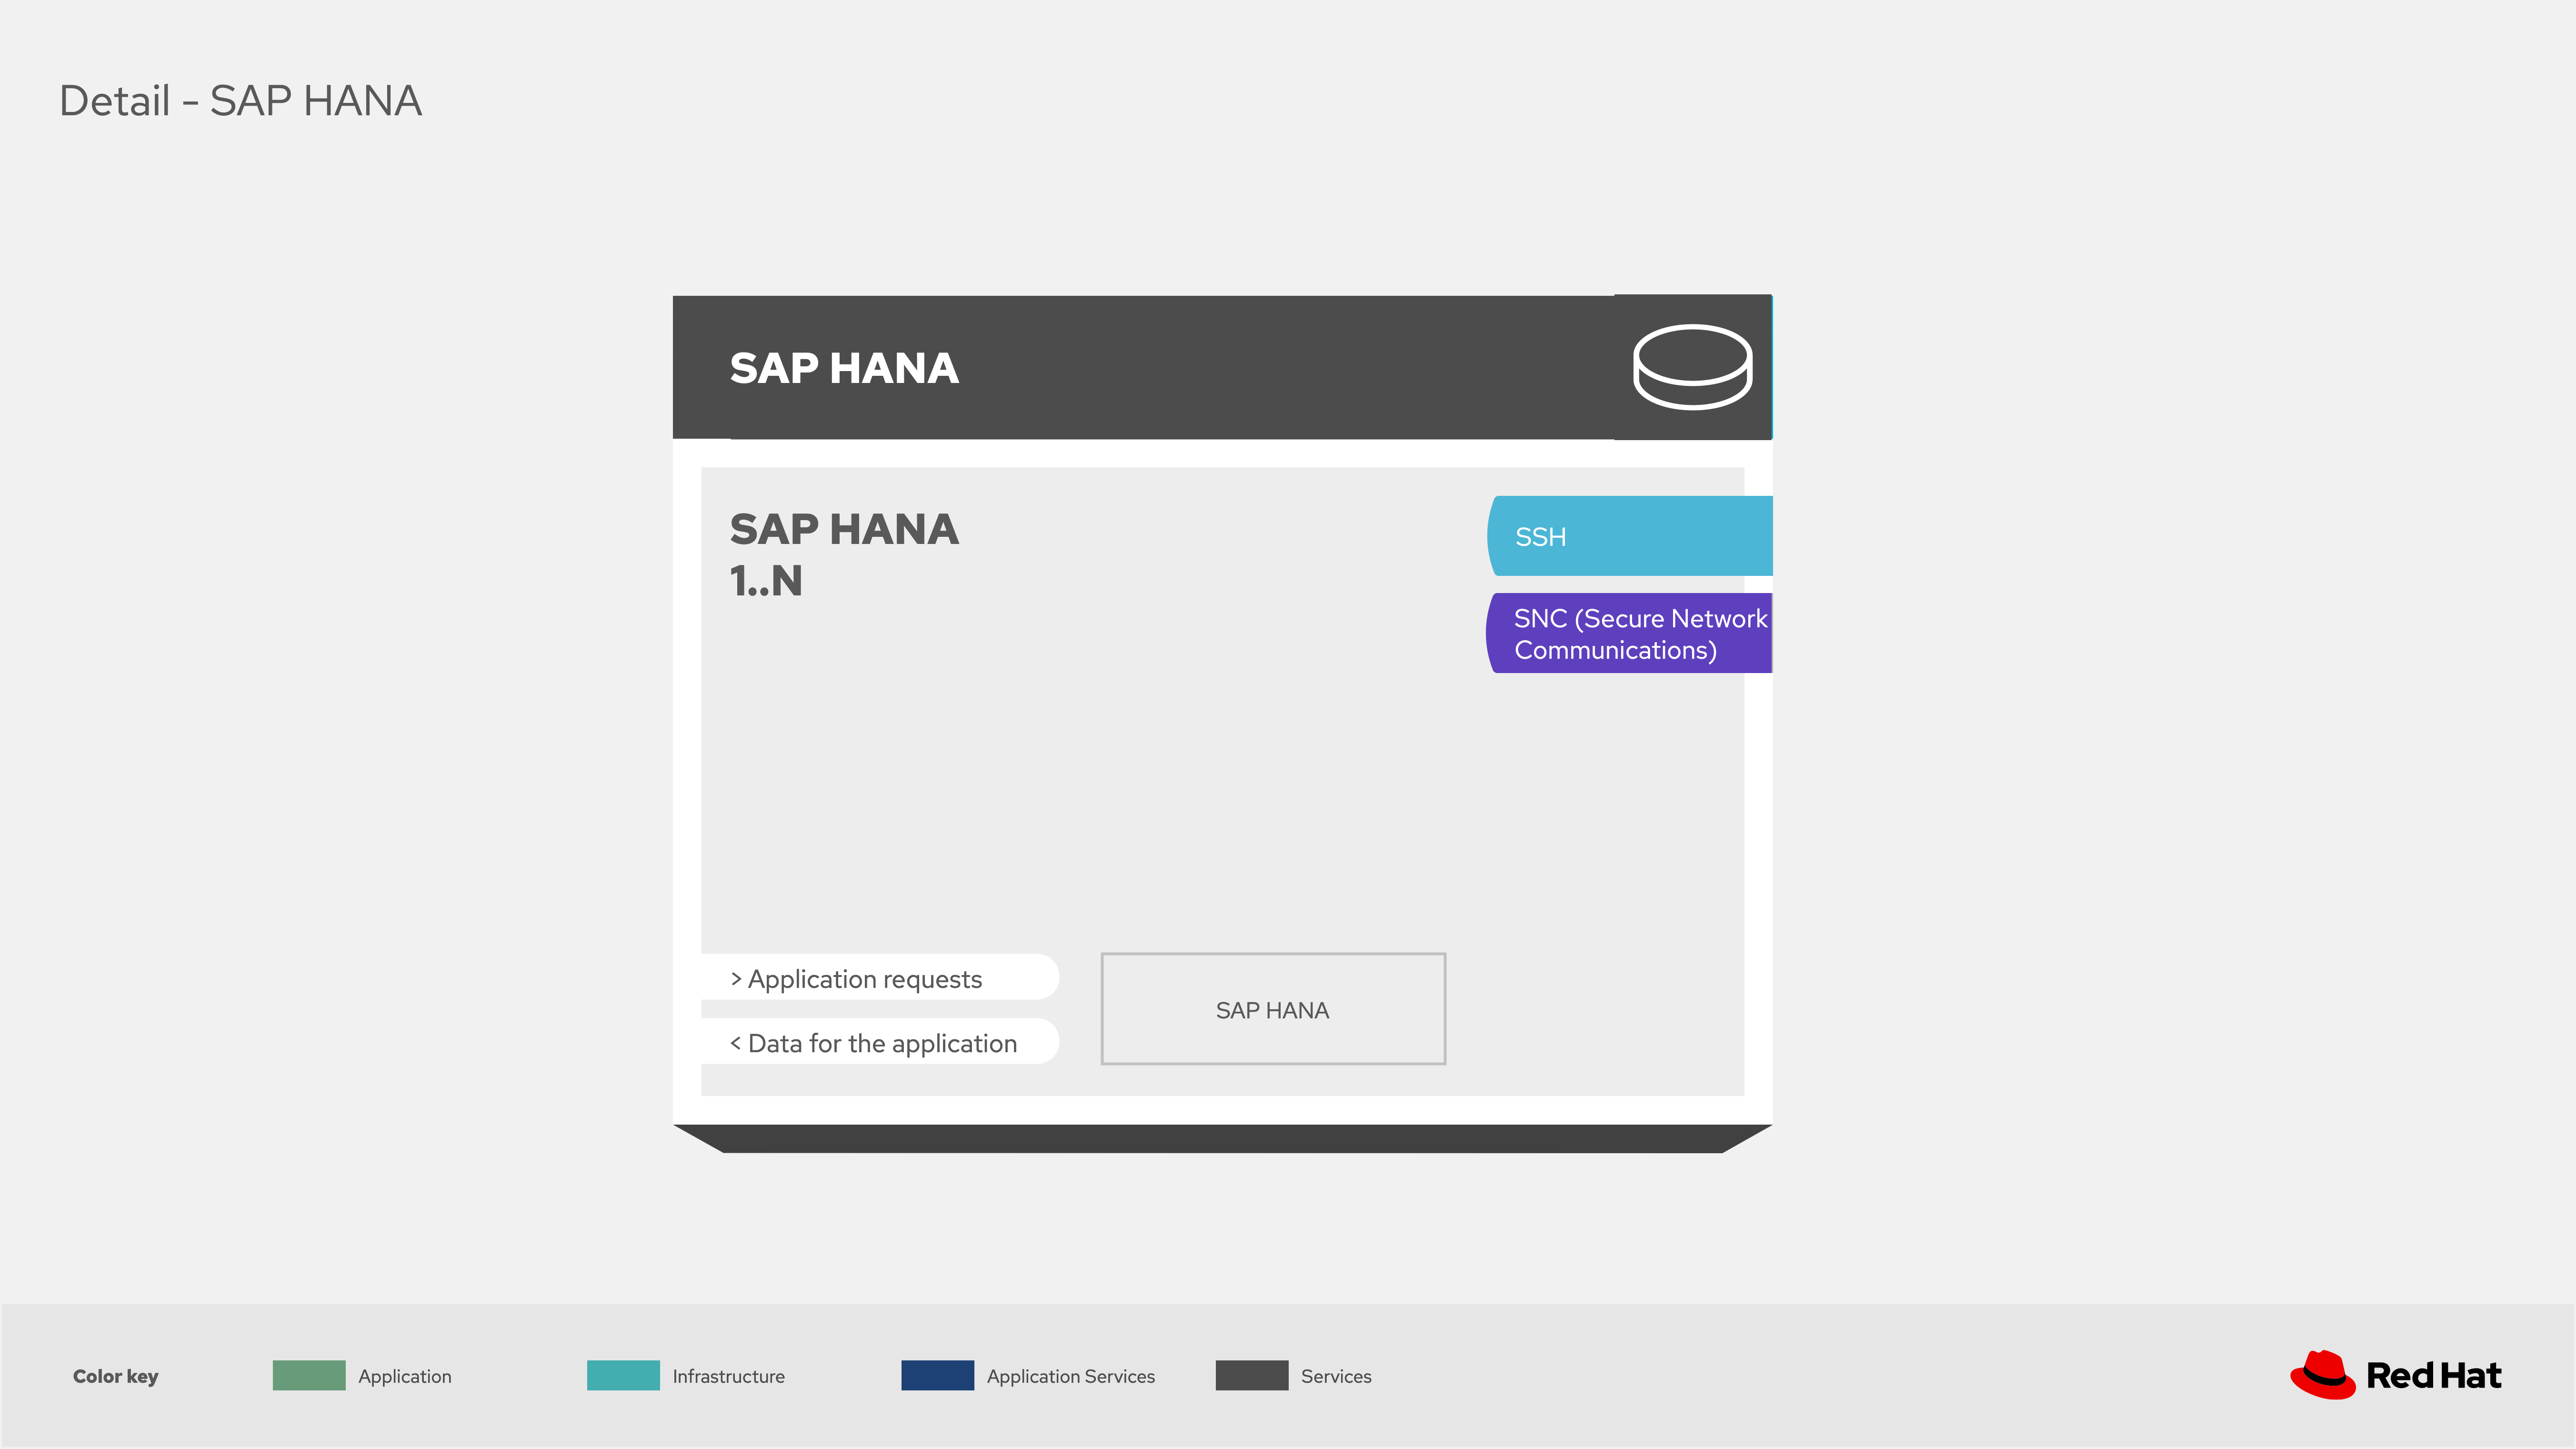 Detail - SAP HANA
SAP HANA
SAP HANA
1..N
SSH
SNC (Secure Network
Communications)
> Application requests
< Data for the application
SAP HANA
Color key
Application
Infrastructure
Application Services
Services
Red Hat